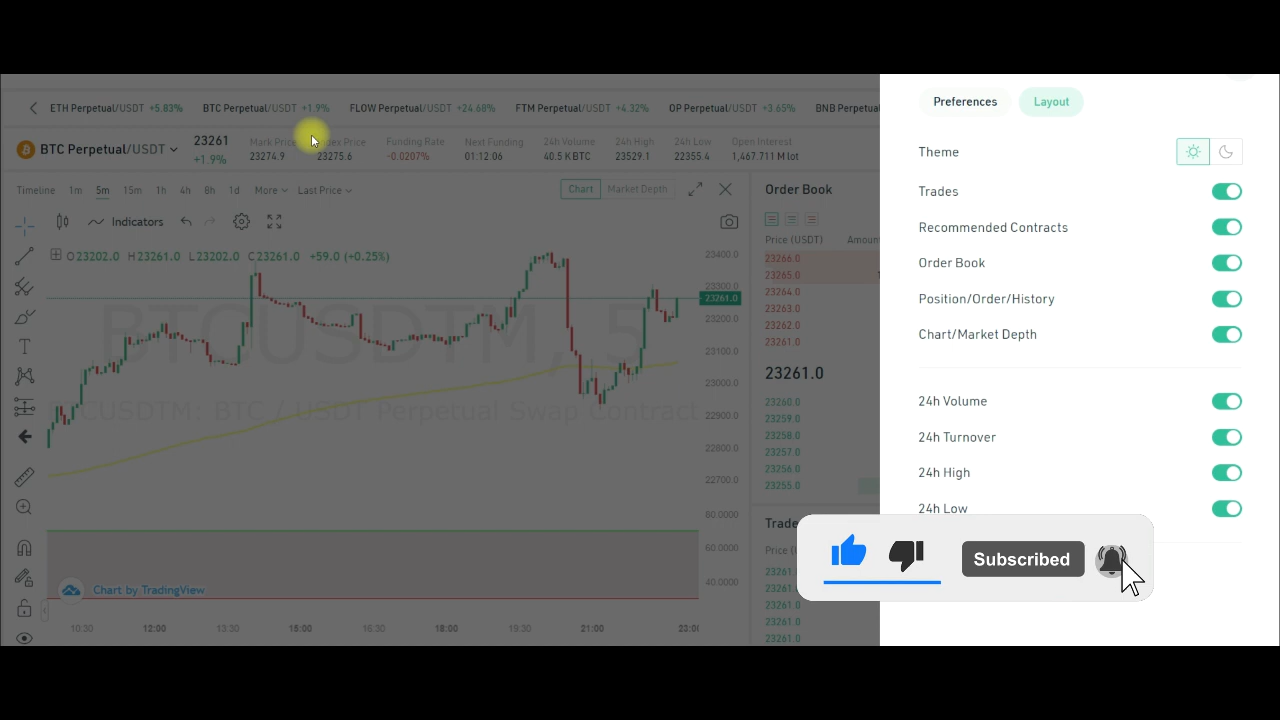 ETH Perpetual/USDT +5.83% BTC Perpetual/USDT +1.9% FLOW Perpetual/USDT +24.68% FTM Perpetual/USDT +4.32% OP Perpetual/USDT +3.65% BNB Perpetual
BTC Perpetual/USDT 23261 +1.9%
Mark Price Index Price Funding Rate Next Funding 24h Volume 24h High 24h Low Open Interest
23274.9 23275.6 -0.0207% 01:12:06 40.5 K BTC 23529.1 22355.4 1,467.711 M lot
Timeline 1m 5m 15m 1h 4h 8h 1d More Last Price Chart Market Depth
Indicators
O23202.0 H23261.0 L23202.0 C23261.0 +59.0 (+0.25%)
BTCUSDTM, 5
BTCUSDTM: BTC / USDT Perpetual Swap Contract
23400.0
23300.0
23261.0
23200.0
23100.0
23000.0
22900.0
22800.0
22700.0
80.0000
60.0000
40.0000
Chart by TradingView
10:30 12:00 13:30 15:00 16:30 18:00 19:30 21:00 23:0
Order Book
Price (USDT) Amoun
23266.0
23265.0
23264.0
23263.0
23262.0
23261.0
23261.0
23260.0
23259.0
23258.0
23257.0
23256.0
23255.0
Trade
Price (
23261.
23261.0
23261.0
23261.0
23261.0
Preferences Layout
Theme
Trades
Recommended Contracts
Order Book
Position/Order/History
Chart/Market Depth
24h Volume
24h Turnover
24h High
24h Low
Subscribed